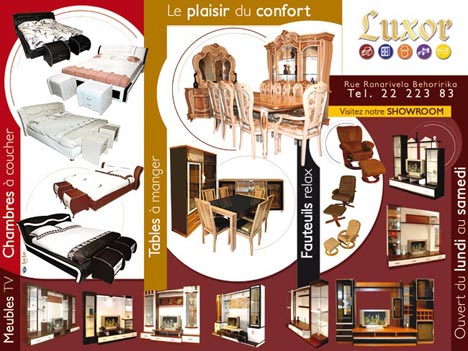 Le plaisir du confort
Luxor
Rue Ranarivelo Behoririka
Tel. 22 223 83
Visitez notre SHOWROOM
Chambres à coucher
Tables à manger
Fauteuils relax
Meubles TV
Ouvert du lundi au samedi